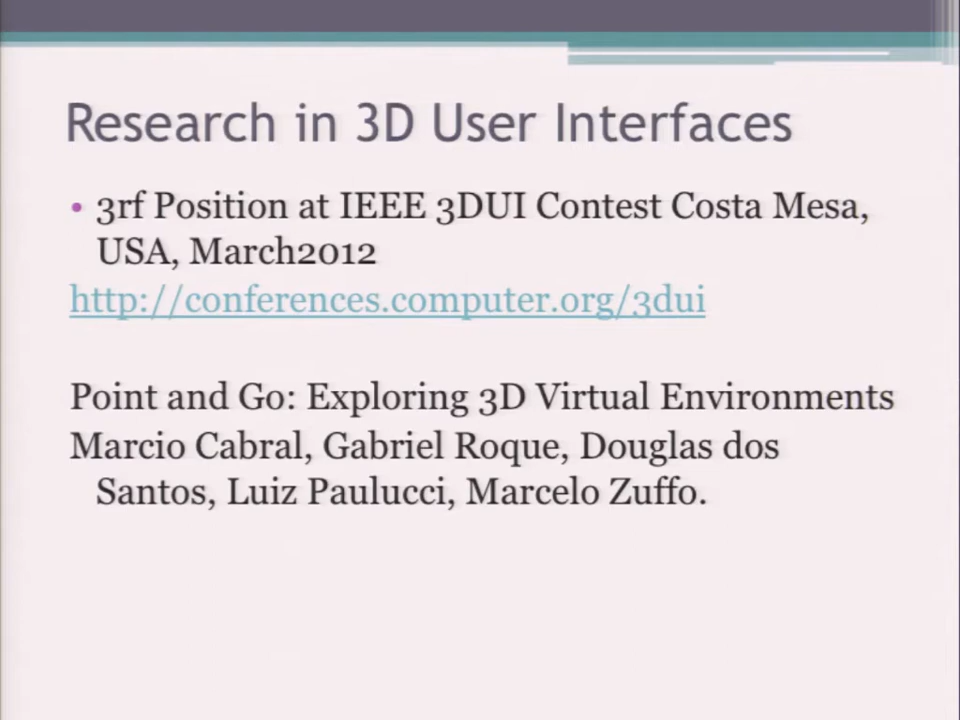 Research in 3D User Interfaces
• 3rf Position at IEEE 3DUI Contest Costa Mesa,
USA, March2012
http://conferences.computer.org/3dui
Point and Go: Exploring 3D Virtual Environments
Marcio Cabral, Gabriel Roque, Douglas dos
Santos, Luiz Paulucci, Marcelo Zuffo.